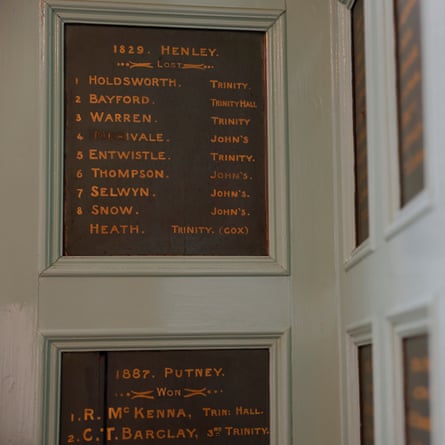 1829. HENLEY.
LOST
1 HOLDSWORTH. TRINITY.
2 BAYFORD. TRINITY HALL
3 WARREN. TRINITY
4 IVALE. JOHN'S
5 ENTWISTLE. TRINITY.
6 THOMPSON. JOHN'S.
7 SELWYN. JOHN'S.
8 SNOW. JOHN'S.
HEATH. TRINITY. (COX)
1887. PUTNEY.
WON
1. R. MCKENNA, TRIN: HALL.
2. C.T. BARCLAY, 3RD TRINITY.